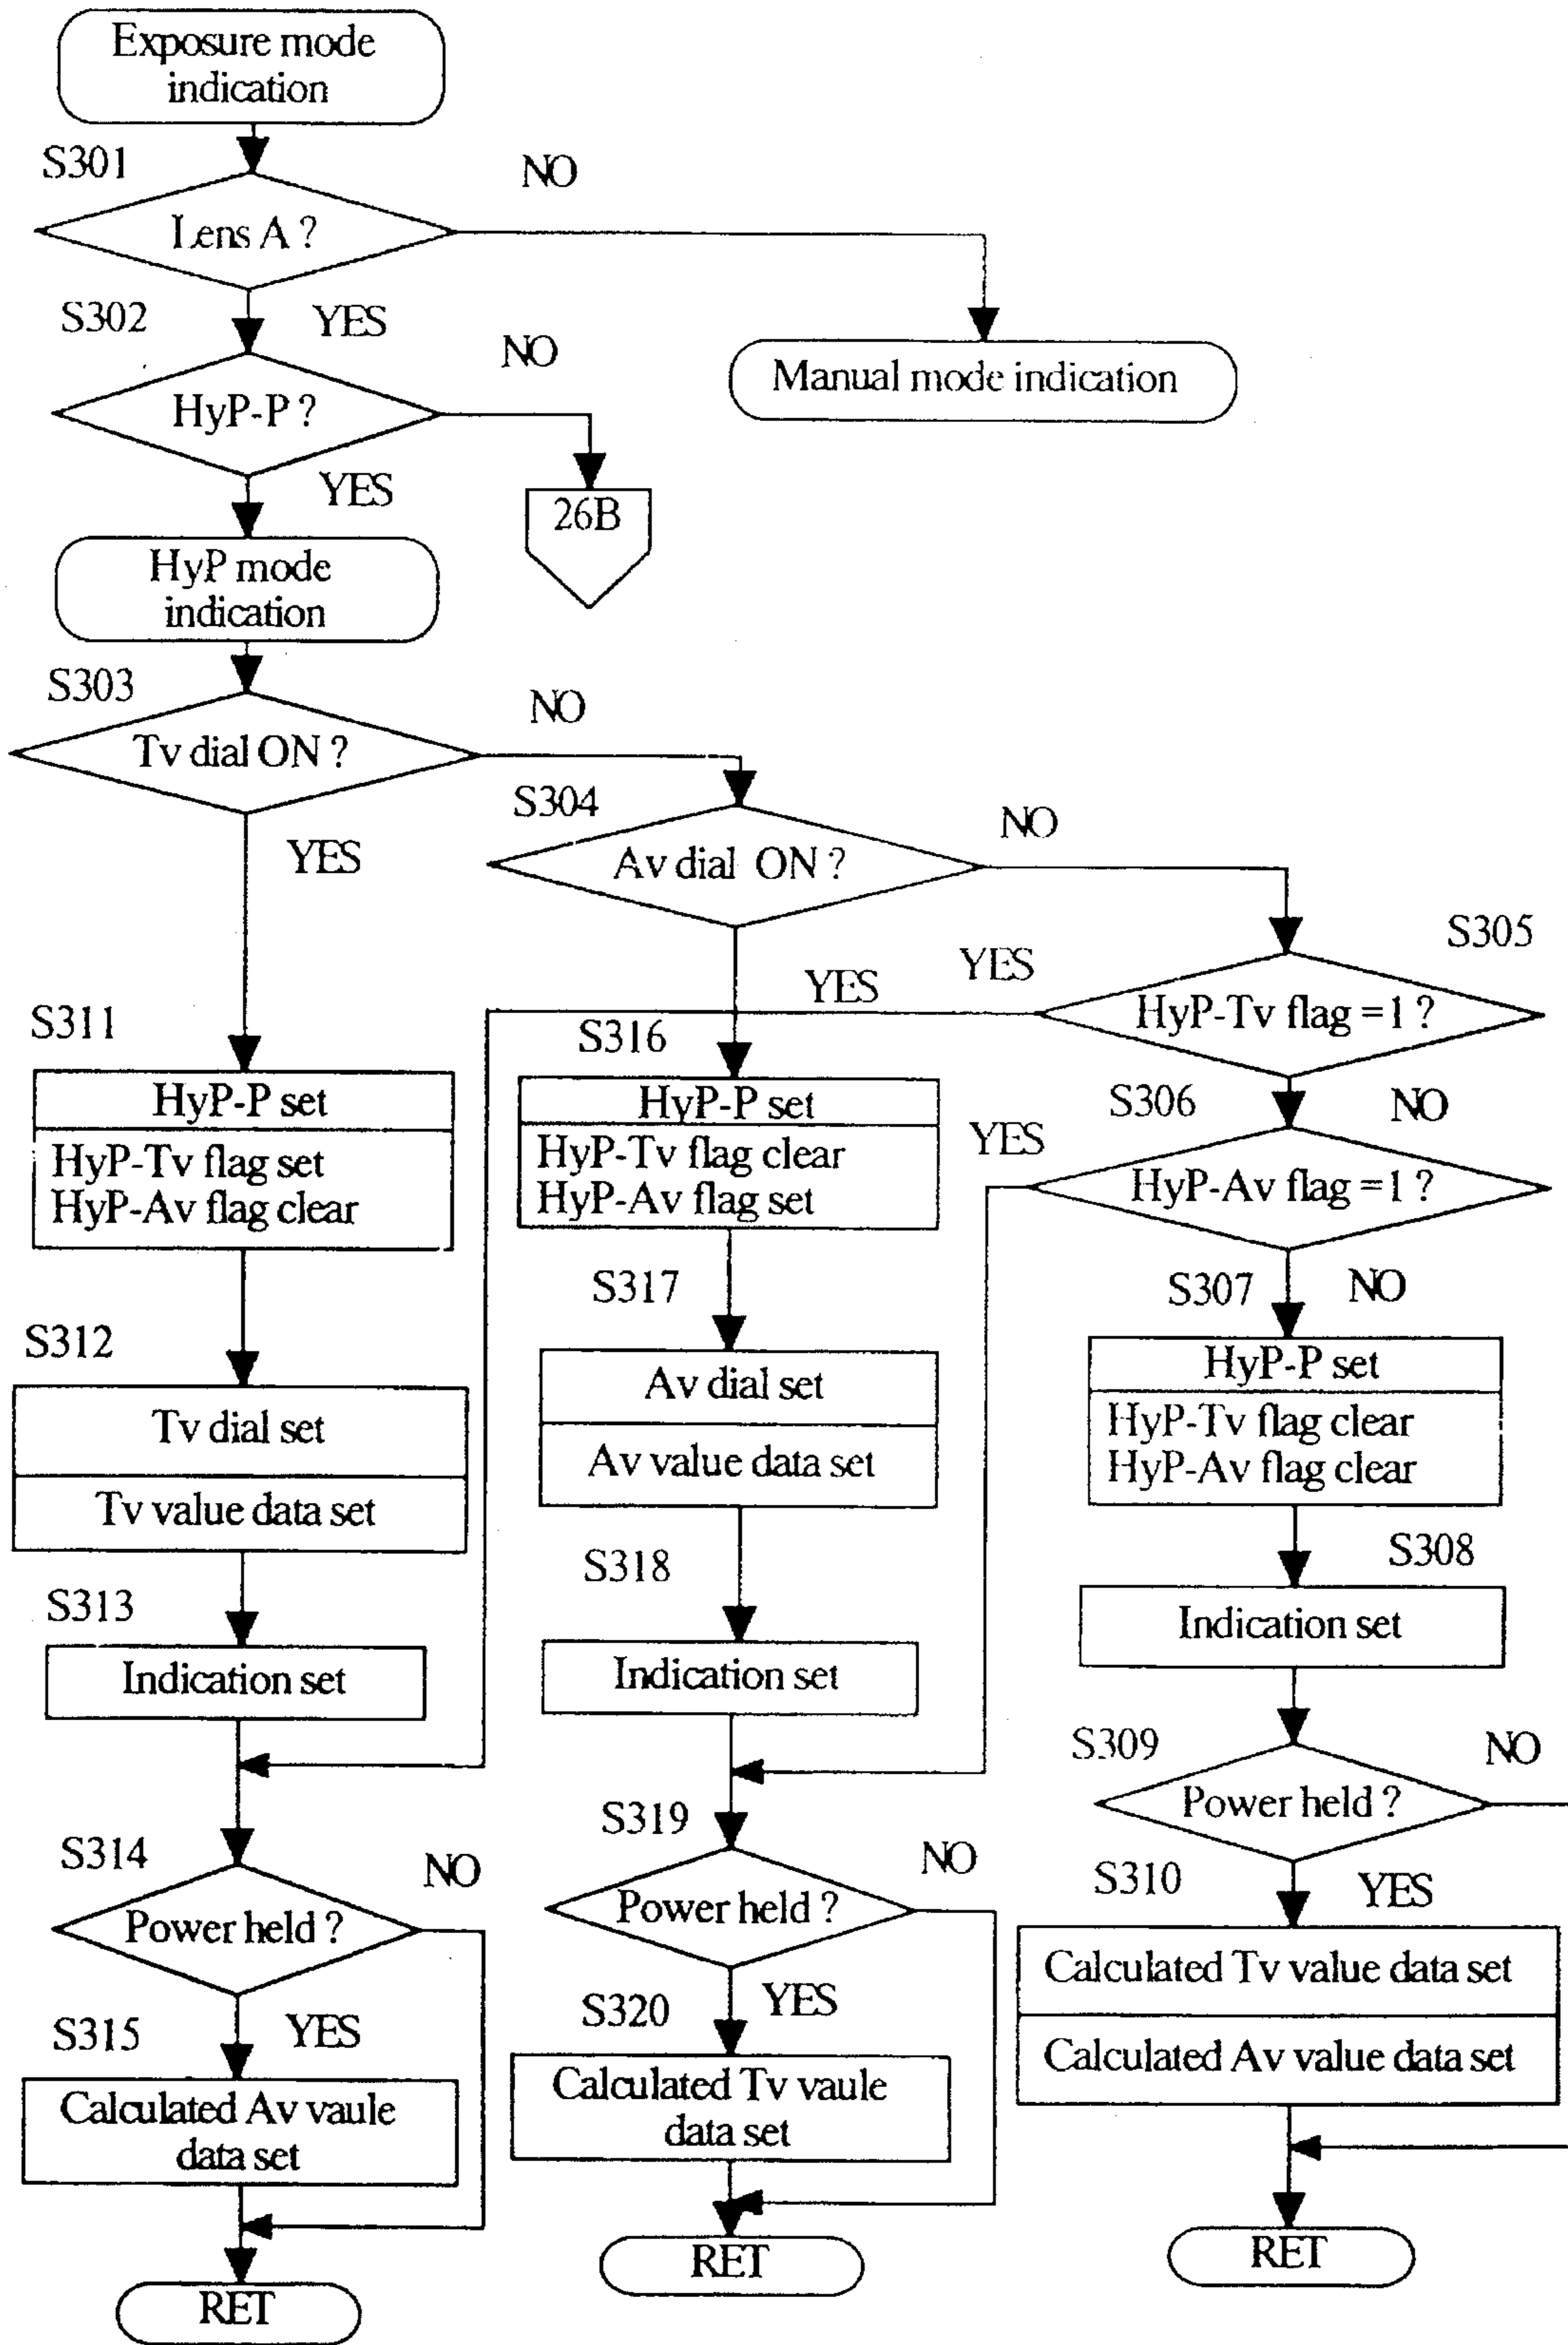 Exposure mode
indication
S301
NO
Lens A ?
S302
YES
NO
Manual mode indication
HyP-P ?
YES
26B
HyP mode
indication
S303
NO
Tv dial ON ?
S304
NO
YES
Av dial ON ?
S305
YES
YES
HyP-Tv flag =1 ?
S311
S316
S306
NO
HyP-P set
HyP-Tv flag set
HyP-Av flag clear
HyP-P set
HyP-Tv flag clear
HyP-Av flag set
YES
HyP-Av flag =1 ?
S317
S307
NO
S312
Av dial set
Av value data set
HyP-P set
HyP-Tv flag clear
HyP-Av flag clear
Tv dial set
Tv value data set
S318
S308
S313
Indication set
Indication set
Indication set
S309
NO
Power held ?
S314
NO
S319
NO
S310
YES
Power held ?
Power held ?
Calculated Tv value data set
Calculated Av value data set
S315
YES
S320
YES
Calculated Av vaule
data set
Calculated Tv vaule
data set
RET
RET
RET